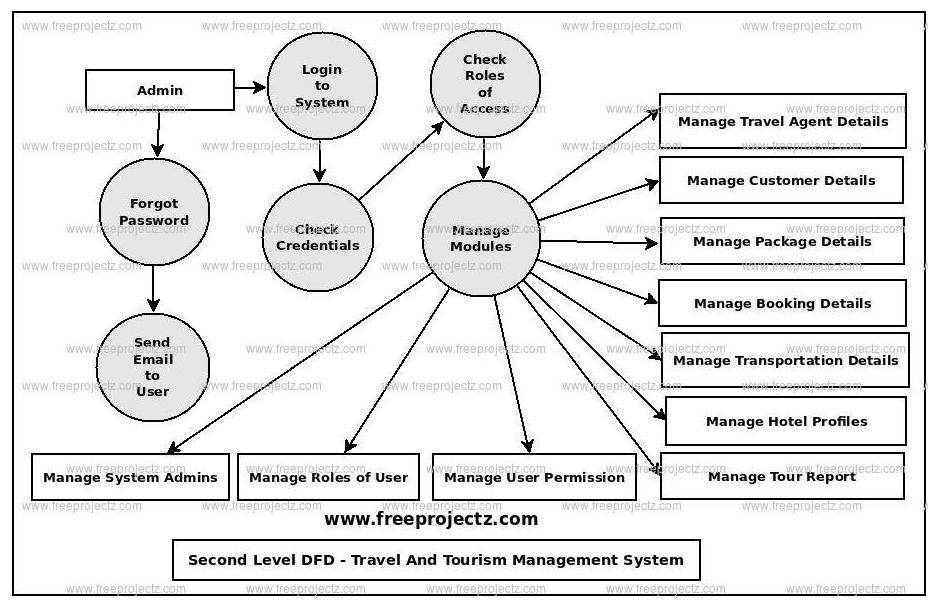 Admin
Login
to
System
Check
Roles
of
Access
Forgot
Password
Check
Credentials
Manage
Modules
Send
Email
to
User
Manage Travel Agent Details
Manage Customer Details
Manage Package Details
Manage Booking Details
Manage Transportation Details
Manage Hotel Profiles
Manage Tour Report
Manage System Admins
Manage Roles of User
Manage User Permission
www.freeprojectz.com
Second Level DFD - Travel And Tourism Management System